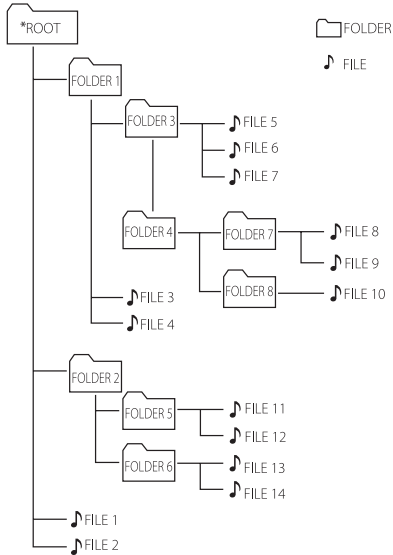 *ROOT
FOLDER
FILE
FOLDER 1
FOLDER 3
FILE 5
FILE 6
FILE 7
FOLDER 4
FOLDER 7
FILE 8
FILE 9
FOLDER 8
FILE 10
FILE 3
FILE 4
FOLDER 2
FOLDER 5
FILE 11
FILE 12
FOLDER 6
FILE 13
FILE 14
FILE 1
FILE 2